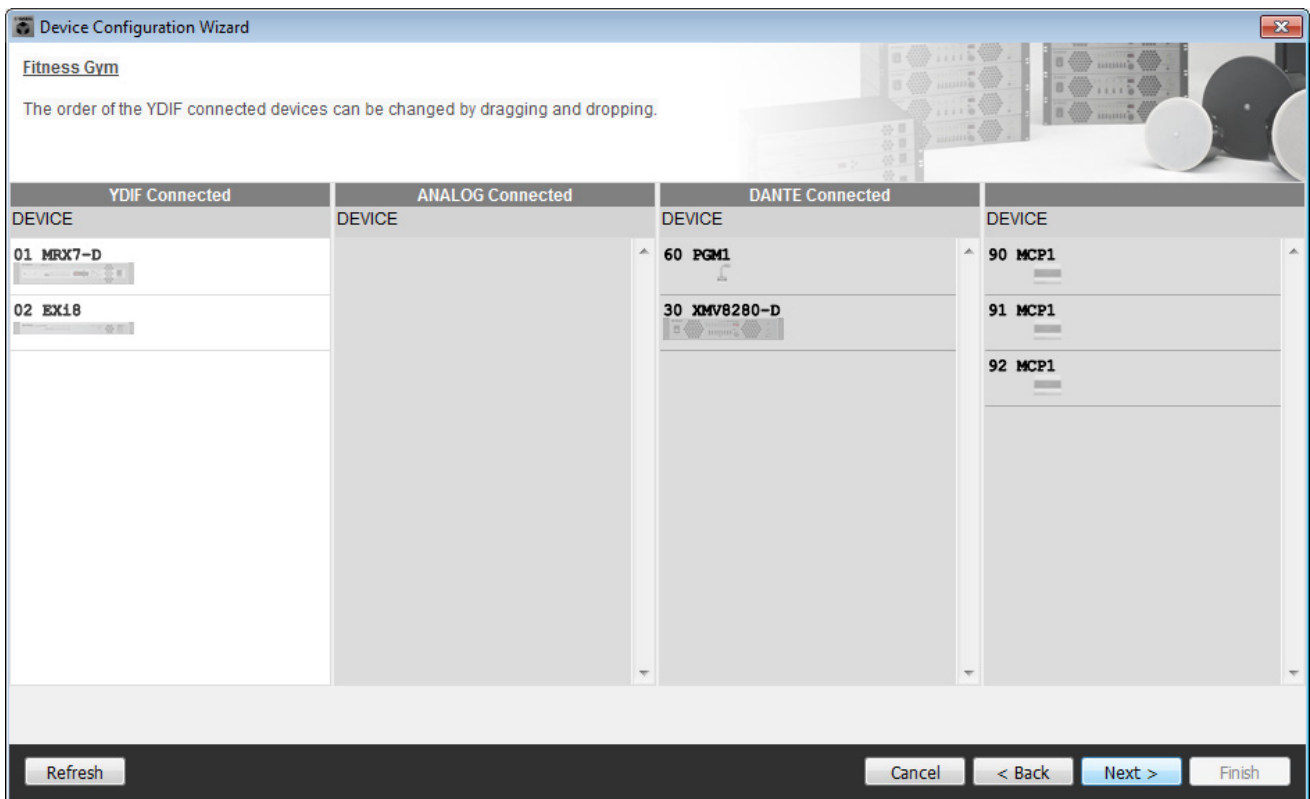 Device Configuration Wizard
Fitness Gym
The order of the YDIF connected devices can be changed by dragging and dropping.
YDIF Connected
ANALOG Connected
DANTE Connected
DEVICE
DEVICE
DEVICE
DEVICE
01 MRX7-D
60 PGM1
90 MCP1
02 EXi8
30 XMV8280-D
91 MCP1
92 MCP1
Refresh
Cancel
< Back
Next >
Finish